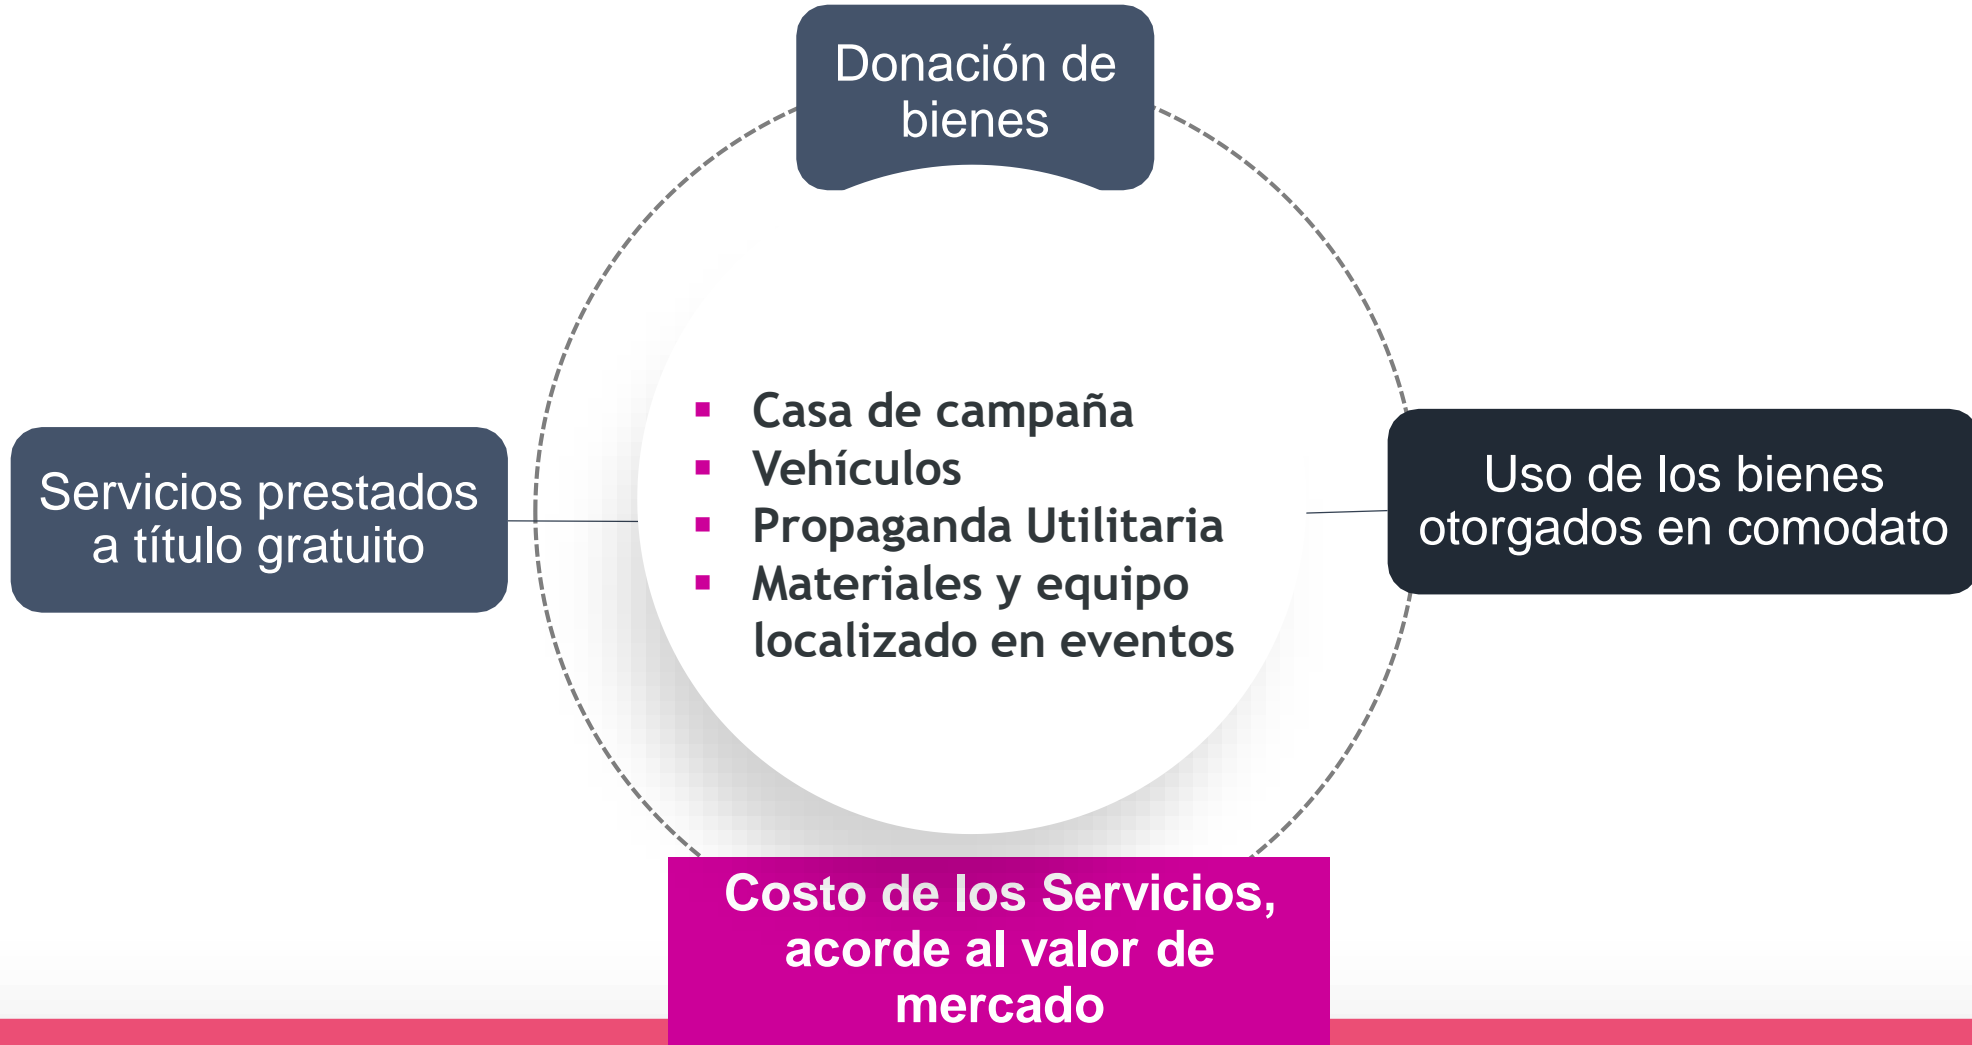 Donación de
bienes
Servicios prestados
a título gratuito
▪ Casa de campaña
▪ Vehículos
▪ Propaganda Utilitaria
▪ Materiales y equipo
localizado en eventos
Uso de los bienes
otorgados en comodato
Costo de los Servicios,
acorde al valor de
mercado